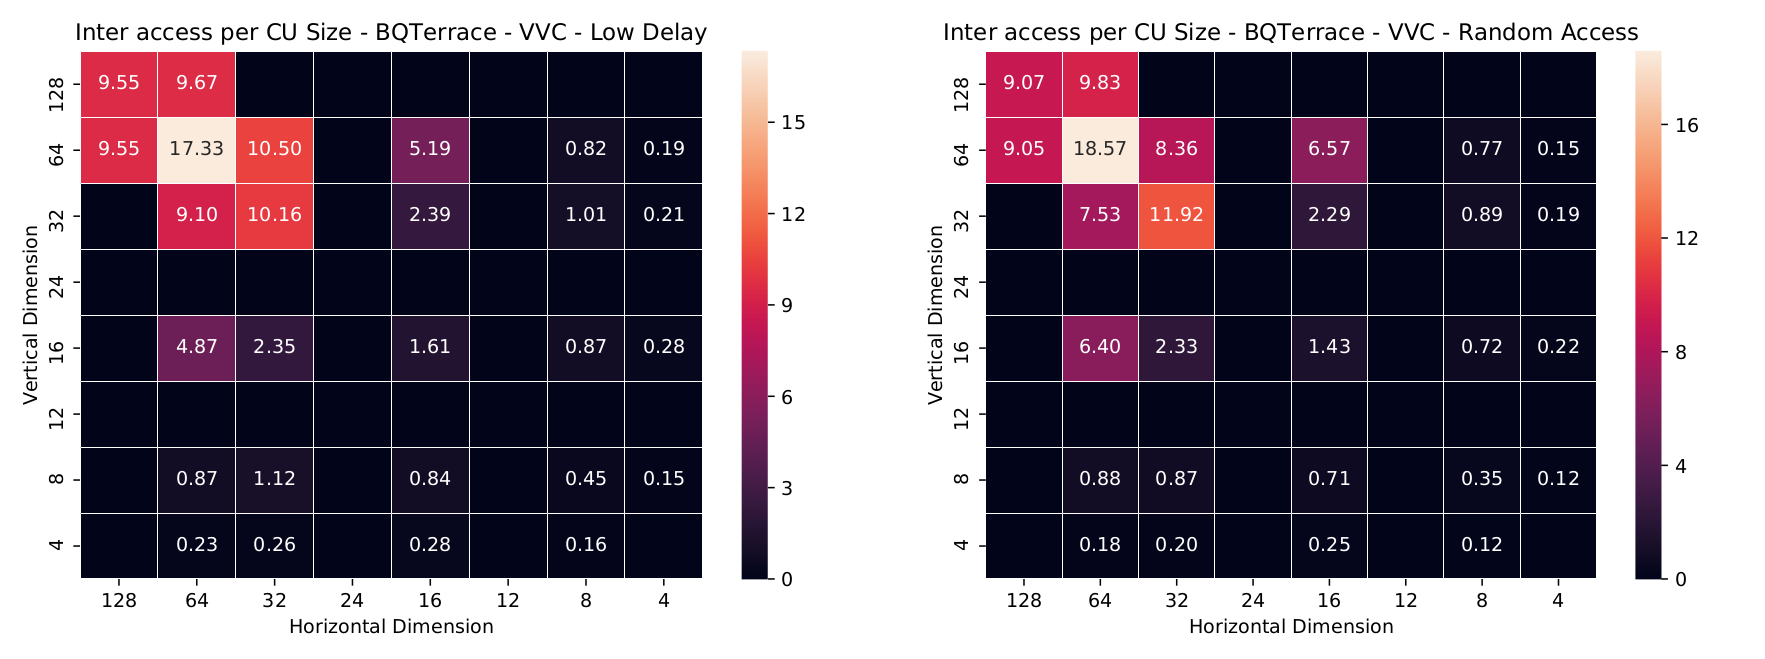 Inter access per CU Size - BQTerrace - VVC - Low Delay
Vertical Dimension
128 9.55 9.67
64 9.55 17.33 10.50 5.19 0.82 0.19
32 9.10 10.16 2.39 1.01 0.21
24
16 4.87 2.35 1.61 0.87 0.28
12
8 0.87 1.12 0.84 0.45 0.15
4 0.23 0.26 0.28 0.16
128 64 32 24 16 12 8 4
Horizontal Dimension
15
12
9
6
3
0
Inter access per CU Size - BQTerrace - VVC - Random Access
Vertical Dimension
128 9.07 9.83
64 9.05 18.57 8.36 6.57 0.77 0.15
32 7.53 11.92 2.29 0.89 0.19
24
16 6.40 2.33 1.43 0.72 0.22
12
8 0.88 0.87 0.71 0.35 0.12
4 0.18 0.20 0.25 0.12
128 64 32 24 16 12 8 4
Horizontal Dimension
16
12
8
4
0